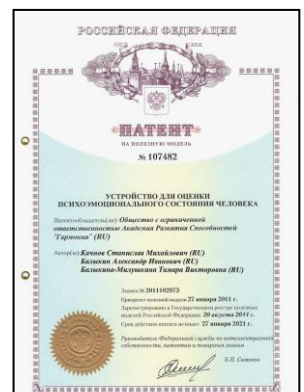 РОССИЙСКАЯ ФЕДЕРАЦИЯ
ПАТЕНТ
НА ПОЛЕЗНУЮ МОДЕЛЬ
№ 107482
УСТРОЙСТВО ДЛЯ ОЦЕНКИ
ПСИХОЭМОЦИОНАЛЬНОГО СОСТОЯНИЯ ЧЕЛОВЕКА
Патентообладатель(ли): Общество с ограниченной
ответственностью Академия Развития Способностей
"Гармония" (RU)
Автор(ы): Качнов Станислав Михайлович (RU)
Балыкин Александр Иванович (RU)
Балыкина-Милушкина Тамара Викторовна (RU)
Заявка № 2011102973
Приоритет полезной модели 27 января 2011 г.
Зарегистрировано в Государственном реестре полезных
моделей Российской Федерации 20 августа 2011 г.
Срок действия патента истекает 27 января 2021 г.
Руководитель Федеральной службы по интеллектуальной
собственности, патентам и товарным знакам
Б.П. Симонов